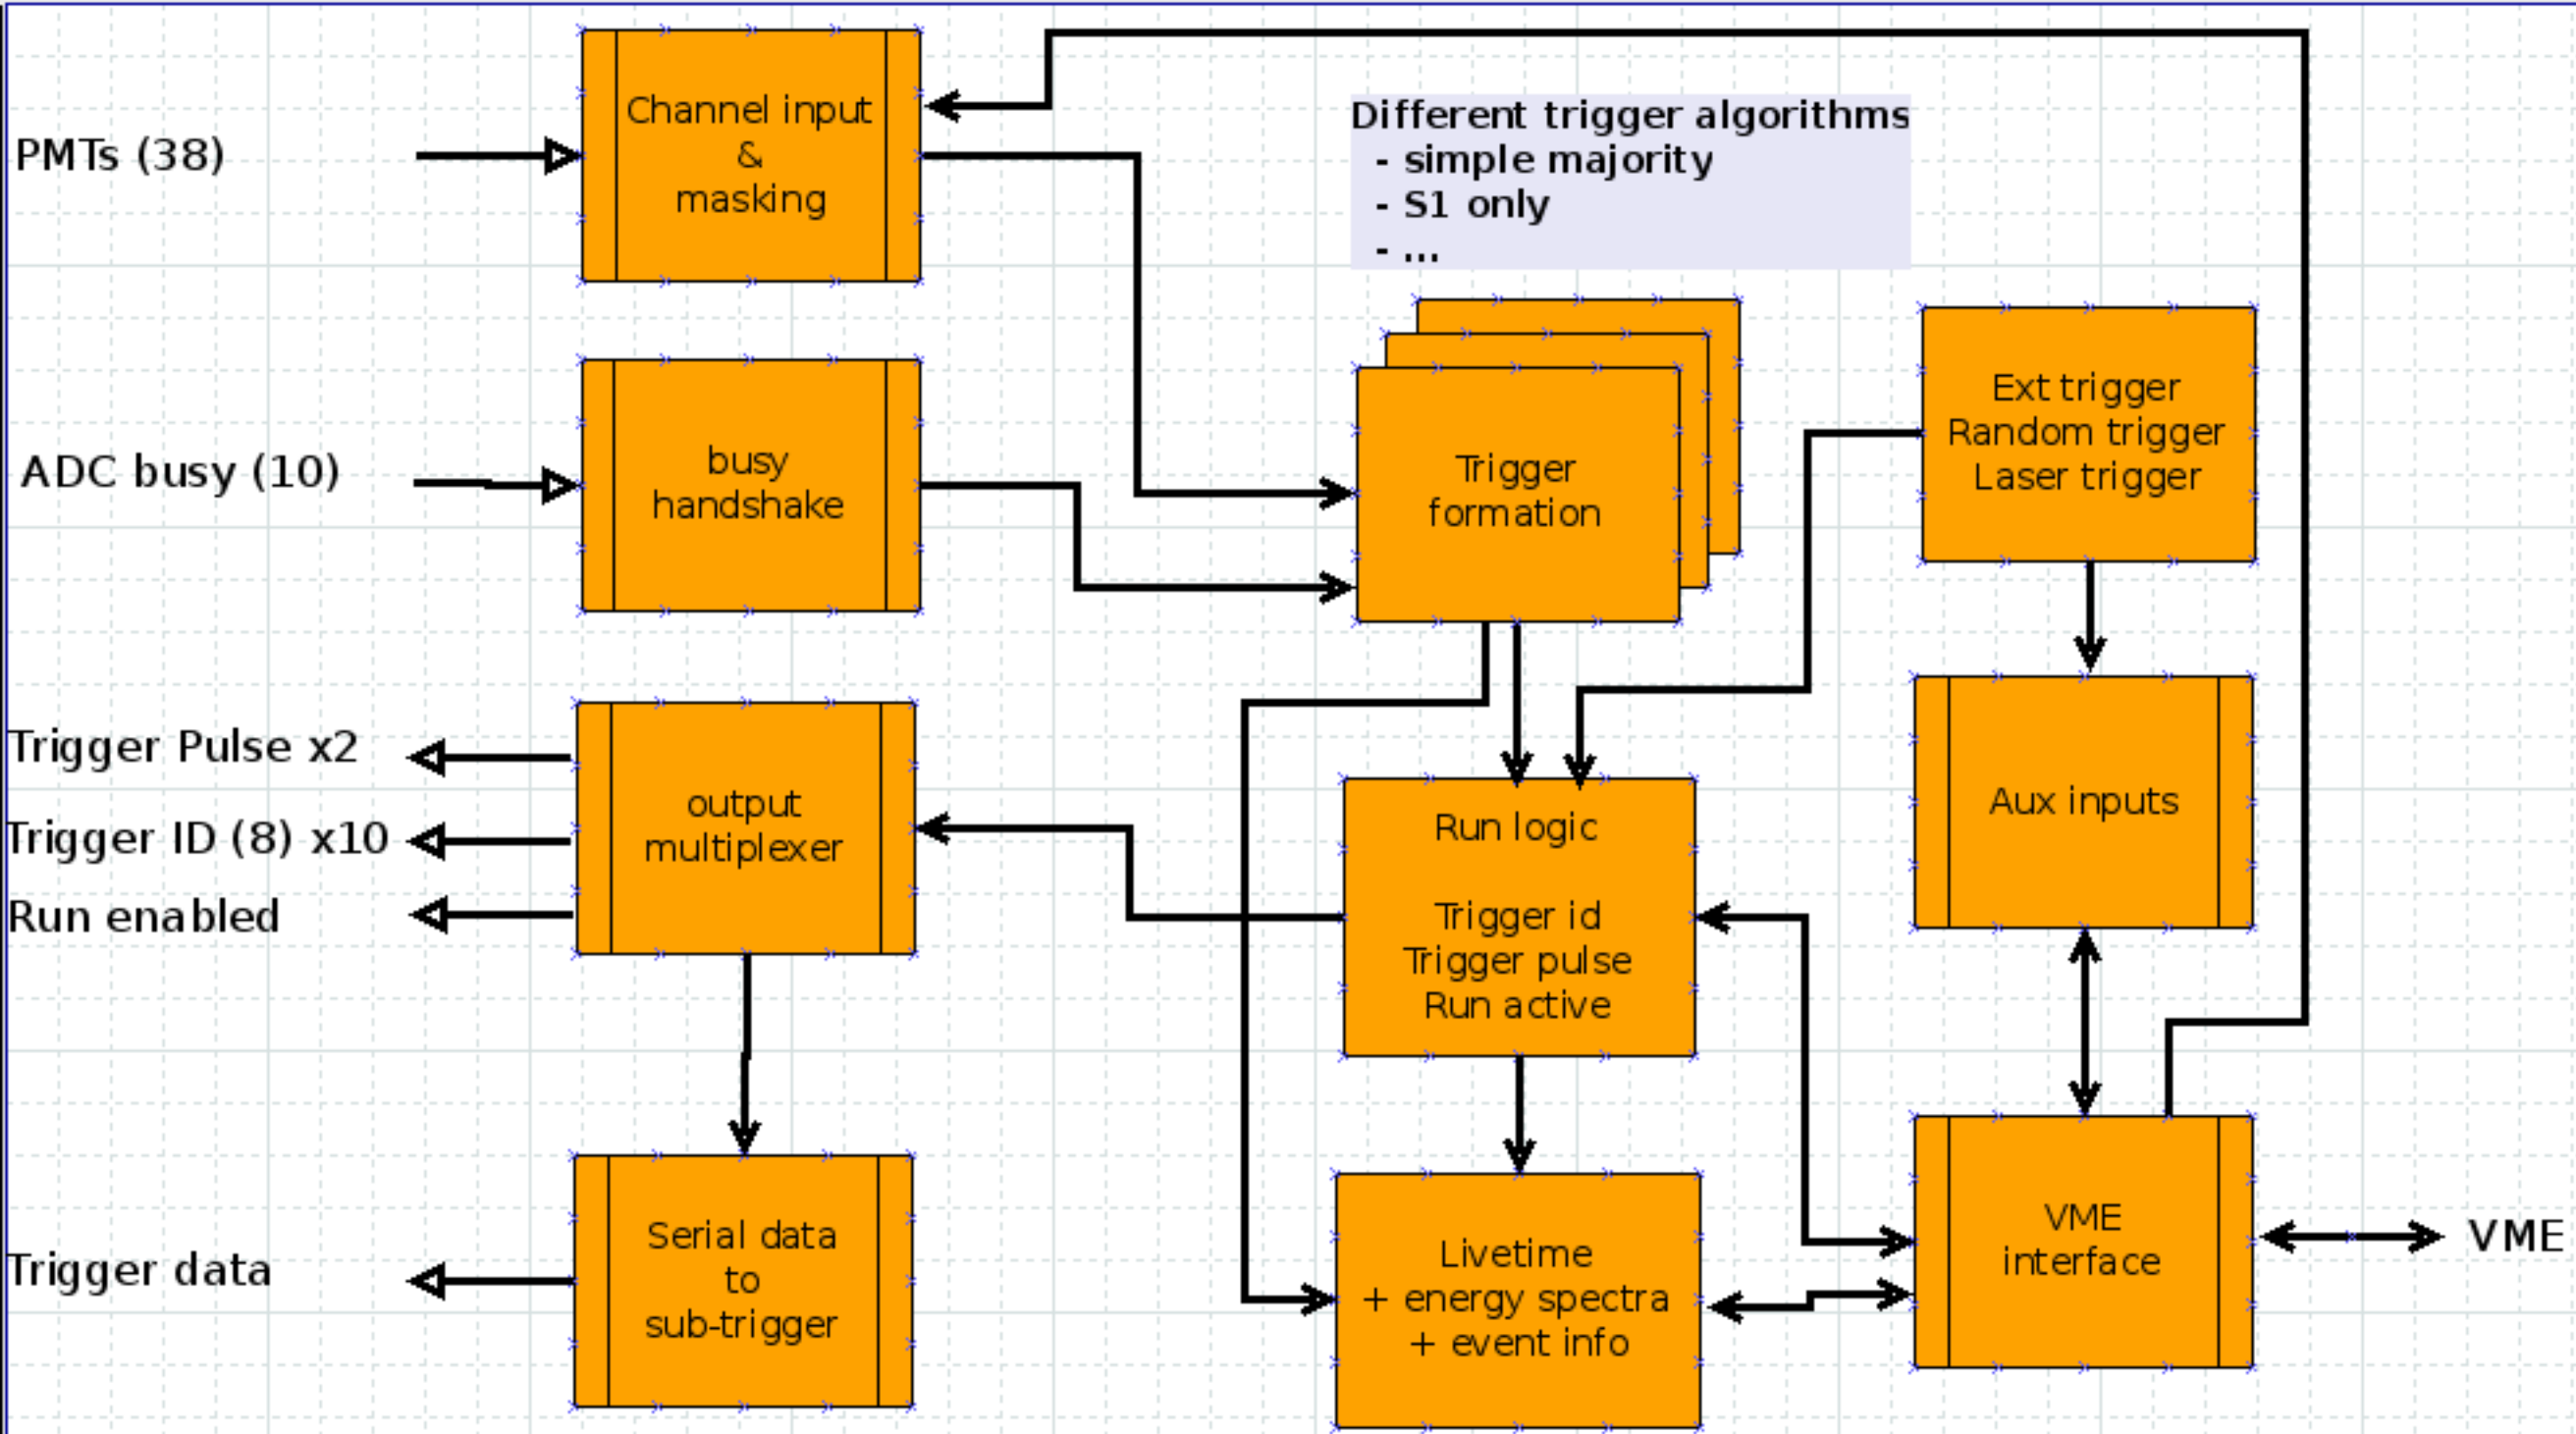 PMTs (38)
Channel input
&
masking
Different trigger algorithms
- simple majority
- S1 only
- ...
ADC busy (10)
busy
handshake
Trigger
formation
Ext trigger
Random trigger
Laser trigger
Trigger Pulse x2
Trigger ID (8) x10
Run enabled
output
multiplexer
Run logic
Trigger id
Trigger pulse
Run active
Aux inputs
Trigger data
Serial data
to
sub-trigger
Livetime
+ energy spectra
+ event info
VME
interface
VME